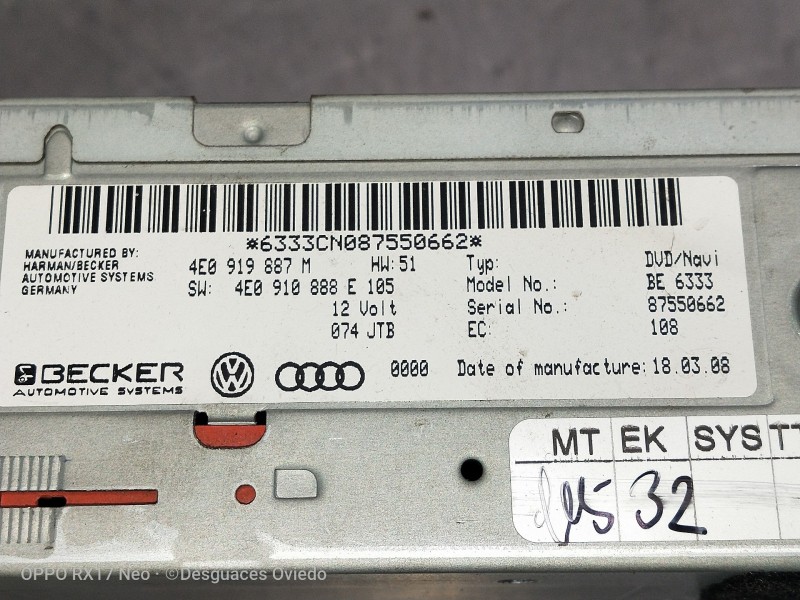 *6333CN087550662*
MANUFACTURED BY:
HARMAN/BECKER
AUTOMOTIVE SYSTEMS
GERMANY
4E0 919 887 M HW:51
SW: 4E0 910 888 E 105
12 Volt
074 JTB
Typ: DVD/Navi
Model No.: BE 6333
Serial No.: 87550662
EC: 108
BECKER
AUTOMOTIVE SYSTEMS
0000 Date of manufacture: 18.03.08
MT EK SYS
32
OPPO RX17 Neo · ©Desguaces Oviedo